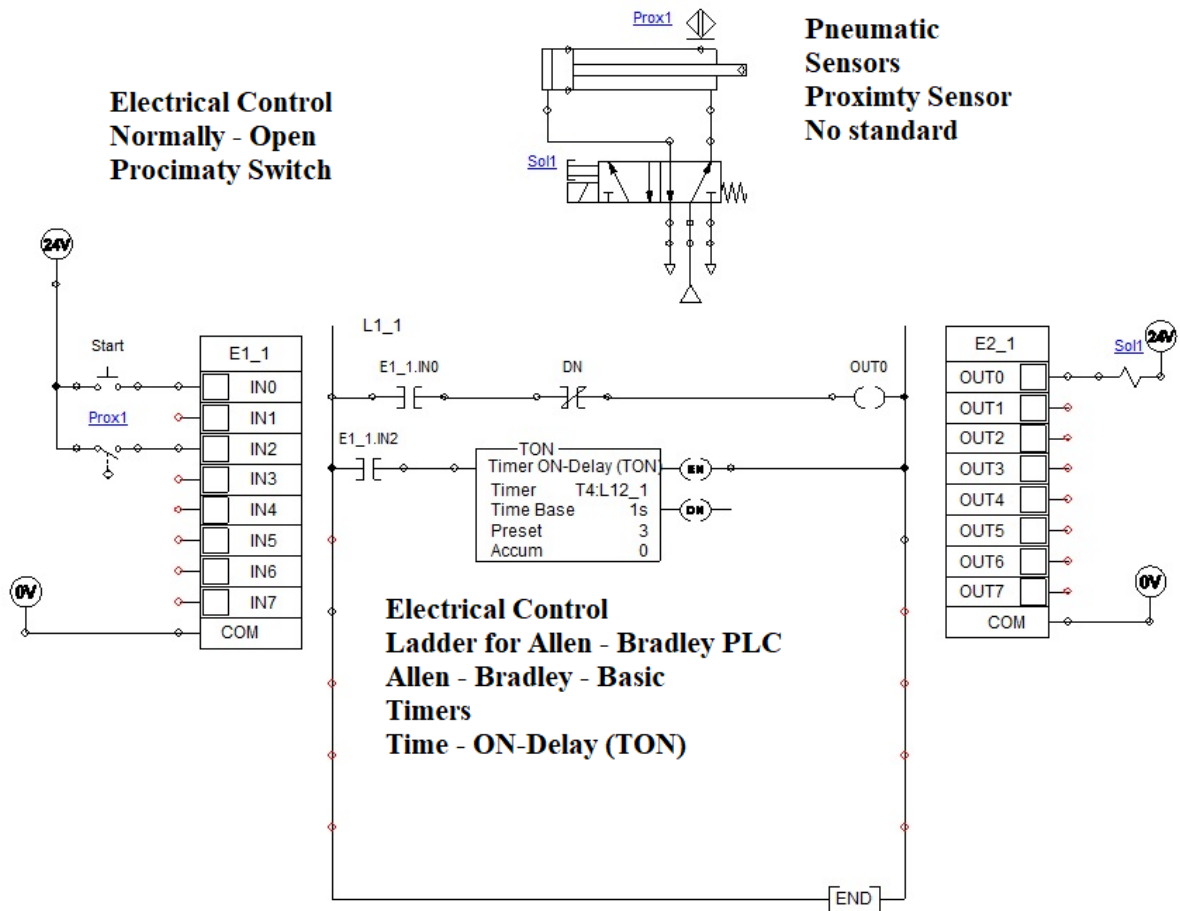 Prox1
Pneumatic
Sensors
Proximty Sensor
No standard
Electrical Control
Normally - Open
Procimaty Switch
Sol1
24V
Start
Prox1
0V
E1_1
IN0
IN1
IN2
IN3
IN4
IN5
IN6
IN7
COM
L1_1
E1_1.IN0
DN
OUT0
E1_1.IN2
TON
Timer ON-Delay (TON)
EN
Timer T4:L12_1
Time Base 1s
DN
Preset 3
Accum 0
Electrical Control
Ladder for Allen - Bradley PLC
Allen - Bradley - Basic
Timers
Time - ON-Delay (TON)
END
E2_1
OUT0
OUT1
OUT2
OUT3
OUT4
OUT5
OUT6
OUT7
COM
Sol1
24V
0V